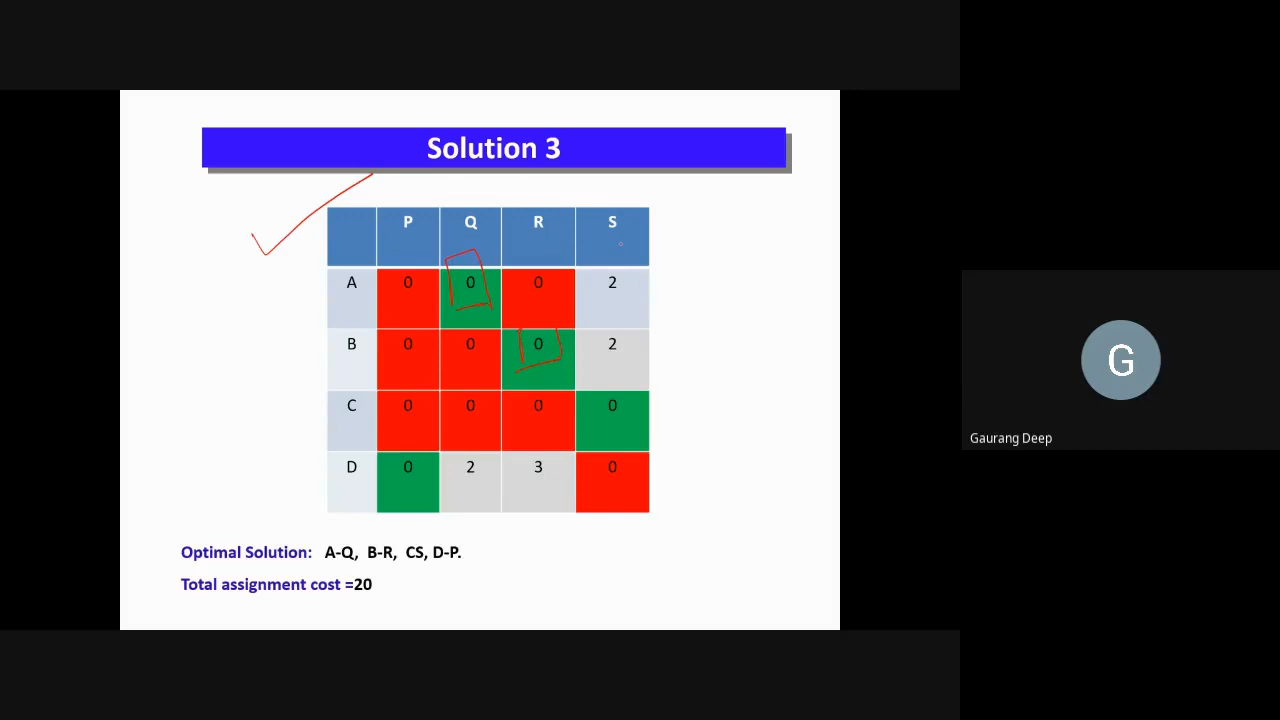 Solution 3
P Q R S
A 0 0 0 2
B 0 0 0 2
C 0 0 0 0
D 0 2 3 0
Optimal Solution: A-Q, B-R, CS, D-P.
Total assignment cost =20
G
Gaurang Deep